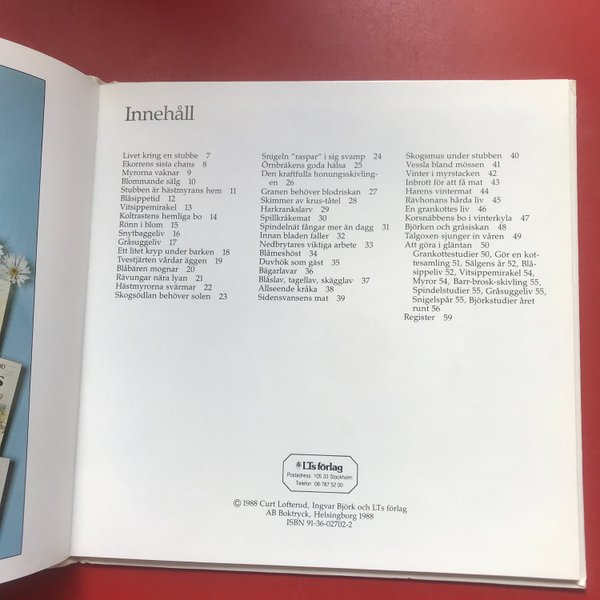 Innehåll
Livet kring en stubbe 7
Ekorrens sista chans 8
Myrorna vaknar 9
Blommande sälg 10
Stubben är hästmyrans hem 11
Blåsippetid 12
Vitsippemirakel 13
Koltrastens hemliga bo 14
Rönn i blom 15
Snytbaggeliv 16
Gråsuggeliv 17
Ett litet kryp under barken 18
Tvestjärten vårdar äggen 19
Blåbären mognar 20
Rävungar nära lyan 21
Hästmyrorna svärmar 22
Skogsödlan behöver solen 23
Snigeln "raspar" i sig svamp 24
Örnbräkens goda hälsa 25
Den kraftfulla honungsskivling-
en 26
Granen behöver blodriskan 27
Skimmer av krus-tåtel 28
Harkrankslarv 29
Spillkråkemat 30
Spindelnät fångar mer än dagg 31
Innan bladen faller 32
Nedbrytares viktiga arbete 33
Blåmeshöst 34
Duvhök som gäst 35
Bägarlavar 36
Blåslav, tagellav, skägglav 37
Allseende kråka 38
Sidensvansens mat 39
Skogsmus under stubben 40
Vessla bland mössen 41
Vinter i myrstacken 42
Inbrott för att få mat 43
Harens vintermat 44
Rävhonans hårda liv 45
En grankottes liv 46
Korsnäbbens bo i vinterkyla 47
Björken och gråsiskan 48
Talgoxen sjunger in våren 49
Att göra i gläntan 50
Grankottestudier 50, Gör en kot-
tesamling 51, Sälgens år 52, Blå-
sippeliv 52, Vitsippemirakel 54,
Myror 54, Barr-brosk-skivling 55,
Spindelstudier 55, Gråsuggeliv 55,
Snigelspår 55, Björkstudier året
runt 56
Register 59
LTs förlag
Postadress 105 33 Stockholm
Telefon 08-787 52 00
© 1988 Curt Lofterud, Ingvar Björk och LTs förlag
AB Boktryck, Helsingborg 1988
ISBN 91-36-02702-2